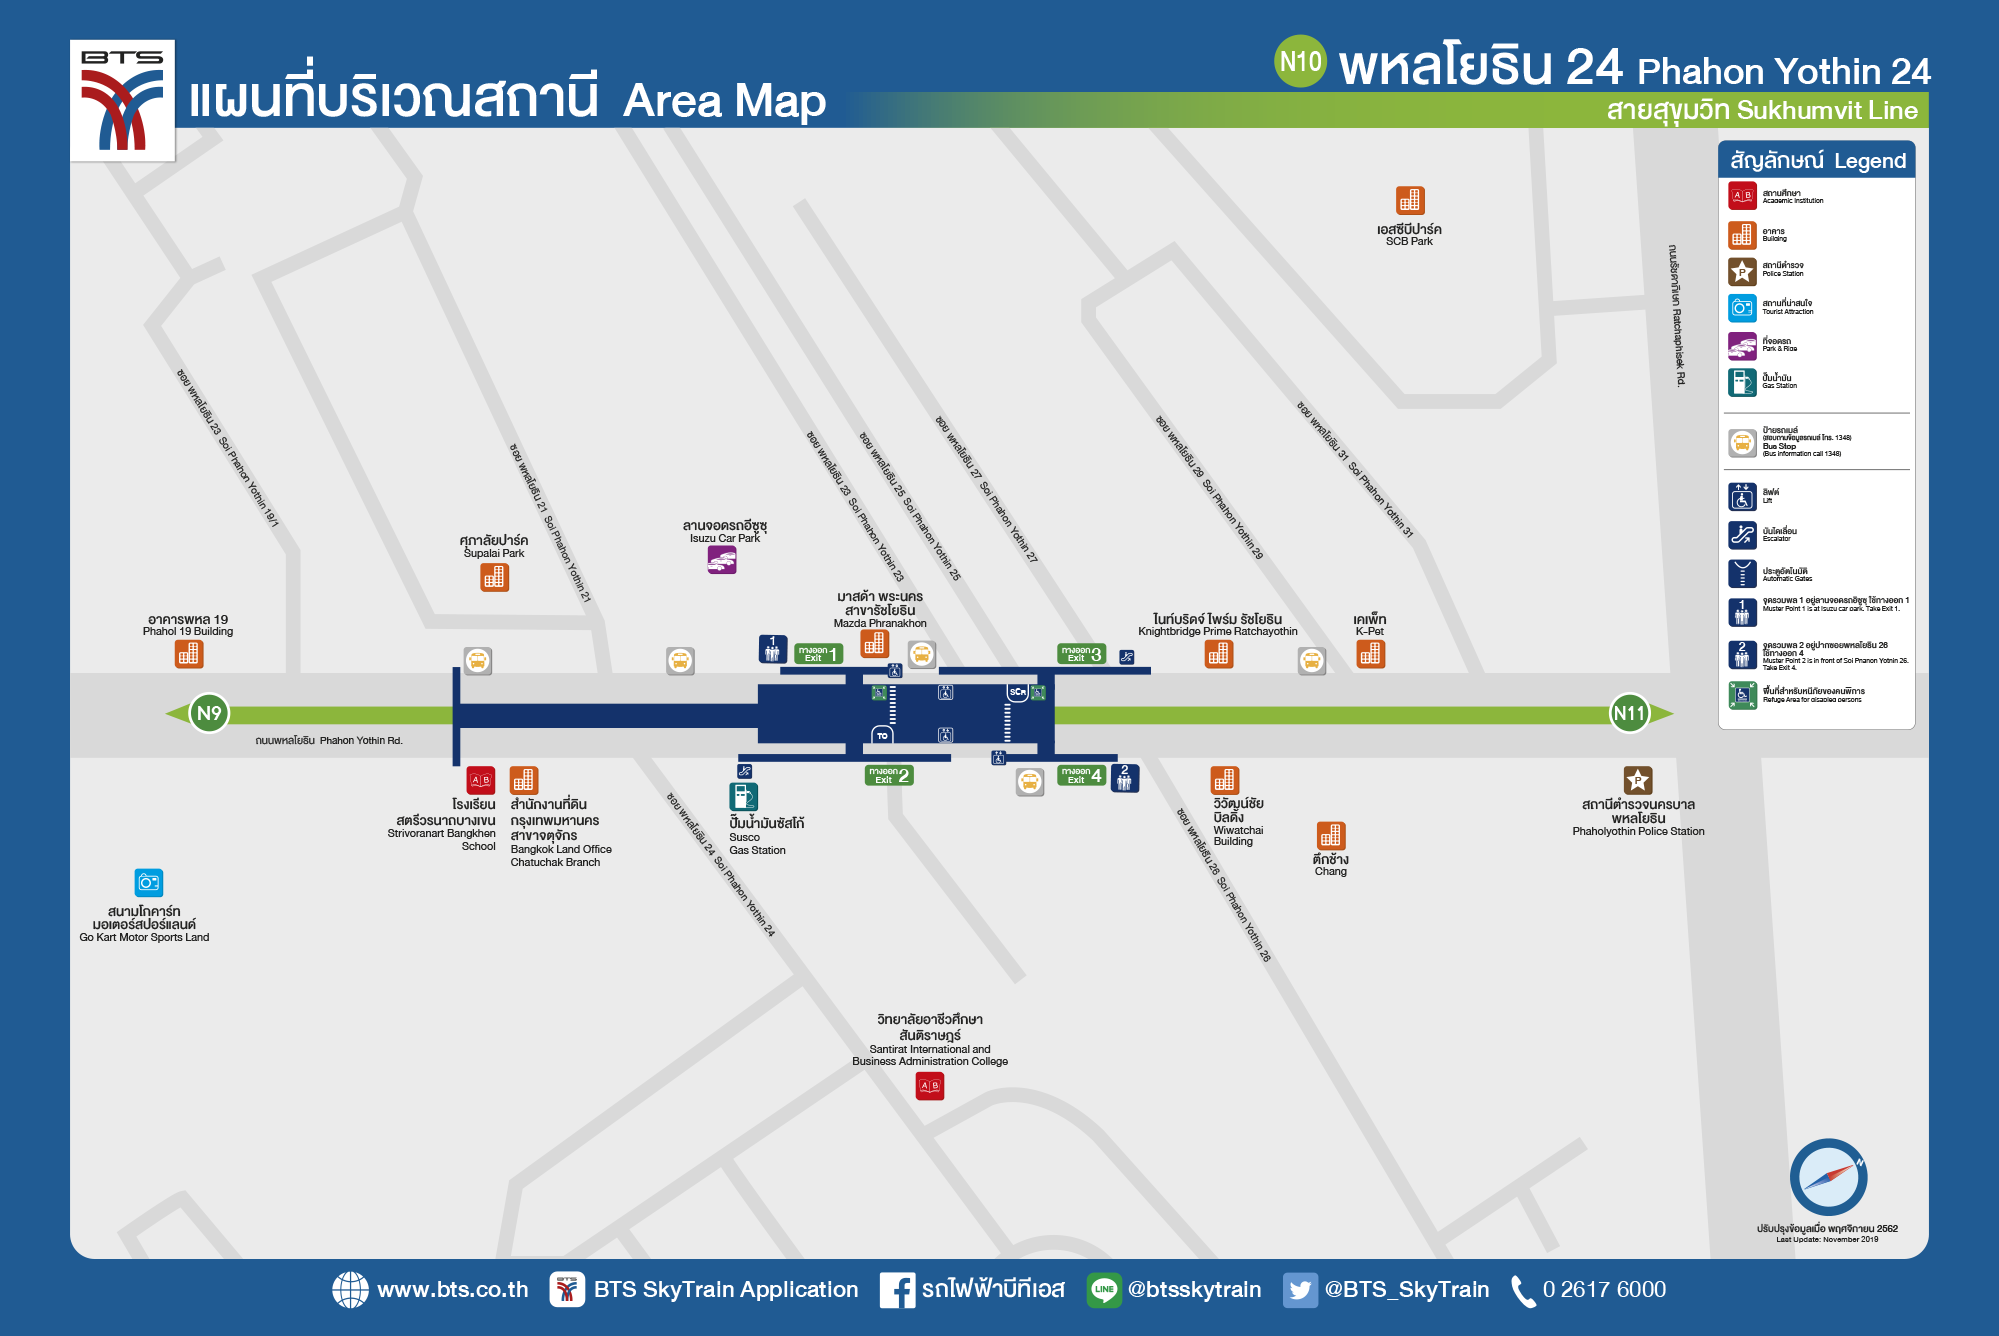 BTS
แผนที่บริเวณสถานี Area Map
N10 พหลโยธิน 24 Phahon Yothin 24
สายสุขุมวิท Sukhumvit Line
สัญลักษณ์ Legend
สถานศึกษา
Academic Institution
อาคาร
Building
สถานีตำรวจ
Police Station
สถานที่น่าสนใจ
Tourist Attraction
ที่จอดรถ
Park & Ride
ปั๊มน้ำมัน
Gas Station
ป้ายรถเมล์
(สอบถามข้อมูลรถเมล์ โทร. 1348)
Bus Stop
(Bus information call 1348)
ลิฟต์
Lift
บันไดเลื่อน
Escalator
ประตูอัตโนมัติ
Automatic Gates
1
จุดรวมพล 1 อยู่ลานจอดรถอีซูซุ ใช้ทางออก 1
Muster Point 1 is at Isuzu car park. Take Exit 1.
2
จุดรวมพล 2 อยู่ปากซอยพหลโยธิน 26
ใช้ทางออก 4
Muster Point 2 is in front of Soi Phanon Yothin 26.
Take Exit 4.
พื้นที่สำหรับหนีภัยของคนพิการ
Refuge Area for disabled persons
เอสซีบีปาร์ค
SCB Park
ถนนรัชดาภิเษก Ratchaphisek Rd.
ซอย พหลโยธิน 23 Soi Phahon Yothin 19/1
ซอย พหลโยธิน 21 Soi Phahon Yothin 21
ซอย พหลโยธิน 23 Soi Phahon Yothin 23
ซอย พหลโยธิน 25 Soi Phahon Yothin 25
ซอย พหลโยธิน 27 Soi Phahon Yothin 27
ซอย พหลโยธิน 29 Soi Phahon Yothin 29
ซอย พหลโยธิน 31 Soi Phahon Yothin 31
ศุภาลัยปาร์ค
Supalai Park
ลานจอดรถอีซูซุ
Isuzu Car Park
อาคารพหล 19
Phahol 19 Building
มาสด้า พระนคร
สาขารัชโยธิน
Mazda Phranakhon
ไนท์บริดจ์ ไพร์ม รัชโยธิน
Knightbridge Prime Ratchayothin
เคเพ็ท
K-Pet
1
ทางออก
Exit 1
ทางออก
Exit 3
N9
SCR
TO
N11
ถนนพหลโยธิน Phahon Yothin Rd.
ทางออก
Exit 2
ทางออก
Exit 4
2
โรงเรียน
สตรีวรนาถบางเขน
Strivoranart Bangkhen
School
สำนักงานที่ดิน
กรุงเทพมหานคร
สาขาจตุจักร
Bangkok Land Office
Chatuchak Branch
ปั๊มน้ำมันซัสโก้
Susco
Gas Station
ซอย พหลโยธิน 24 Soi Phahon Yothin 24
วิวัฒน์ชัย
บิลดิ้ง
Wiwatchai
Building
ซอย พหลโยธิน 26 Soi Phahon Yothin 26
ตึกช้าง
Chang
สถานีตำรวจนครบาล
พหลโยธิน
Phaholyothin Police Station
สนามโกคาร์ท
มอเตอร์สปอร์แลนด์
Go Kart Motor Sports Land
วิทยาลัยอาชีวศึกษา
สันติราษฎร์
Santirat International and
Business Administration College
N
ปรับปรุงข้อมูลเมื่อ พฤศจิกายน 2562
Last Update: November 2019
www.bts.co.th
BTS
BTS SkyTrain Application
รถไฟฟ้าบีทีเอส
LINE
@btsskytrain
@BTS_SkyTrain
0 2617 6000